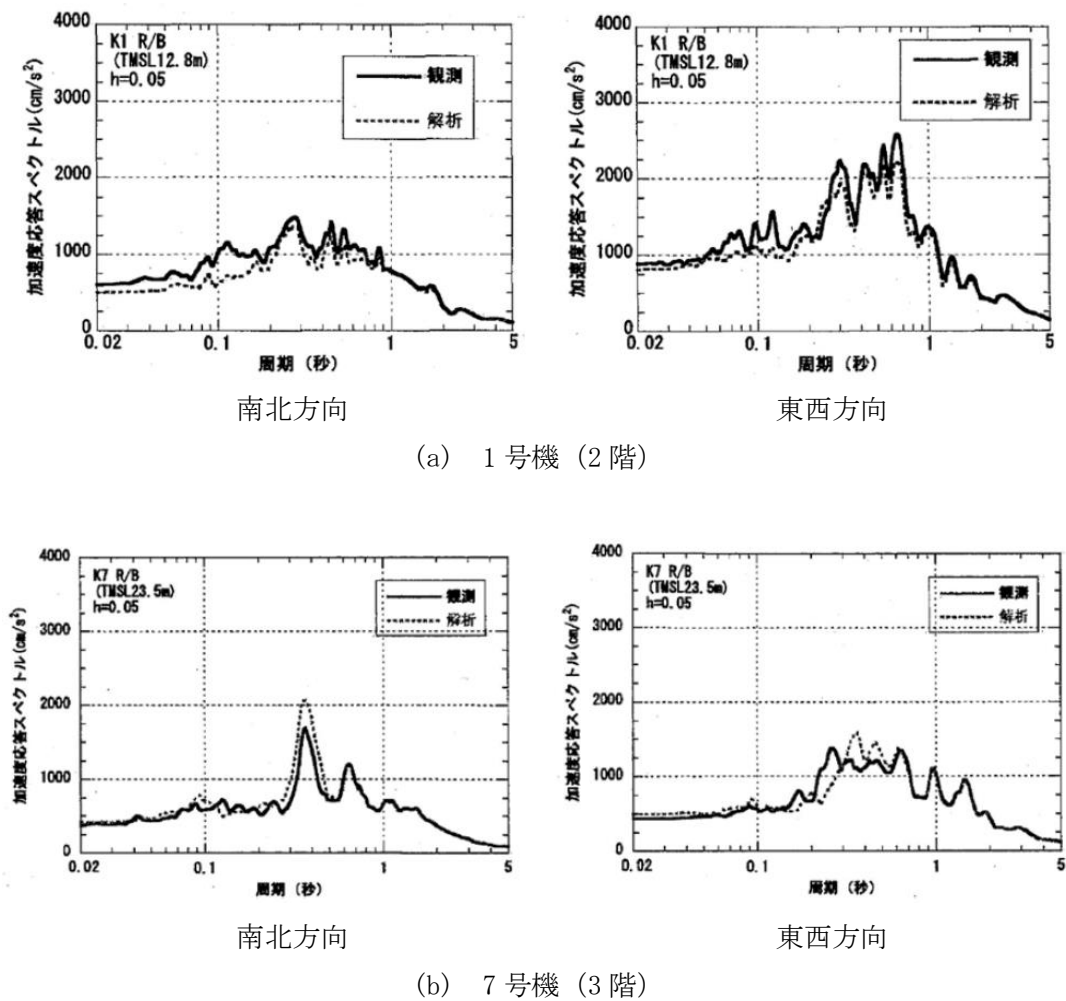 加速度応答スペクトル(cm/s²)
4000
3000
2000
1000
0
K1 R/B
(TMSL12.8m)
h=0.05
観測
解析
0.02
0.1
1
5
周期 (秒)
南北方向
加速度応答スペクトル(cm/s²)
4000
3000
2000
1000
0
K1 R/B
(TMSL12.8m)
h=0.05
観測
解析
0.02
0.1
1
5
周期 (秒)
東西方向
(a) 1号機 (2階)
加速度応答スペクトル(cm/s²)
4000
3000
2000
1000
0
K7 R/B
(TMSL23.5m)
h=0.05
観測
解析
0.02
0.1
1
5
周期 (秒)
南北方向
加速度応答スペクトル(cm/s²)
4000
3000
2000
1000
0
K7 R/B
(TMSL23.5m)
h=0.05
観測
解析
0.02
0.1
1
5
周期 (秒)
東西方向
(b) 7号機 (3階)